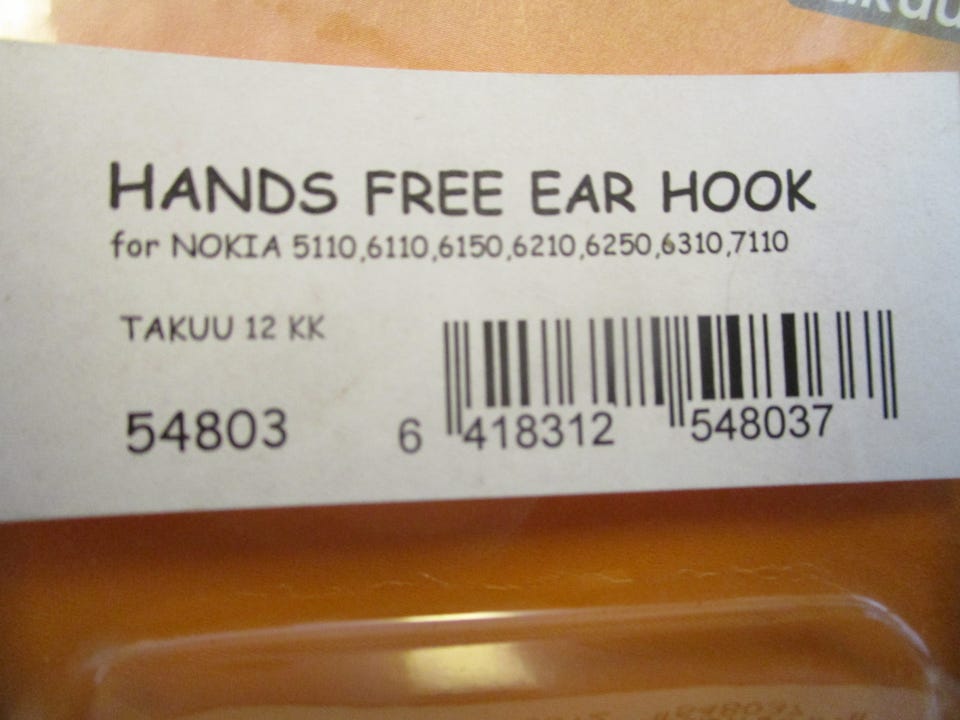 HANDS FREE EAR HOOK
for NOKIA 5110,6110,6150,6210,6250,6310,7110
TAKUU 12 KK
54803
6 418312 548037